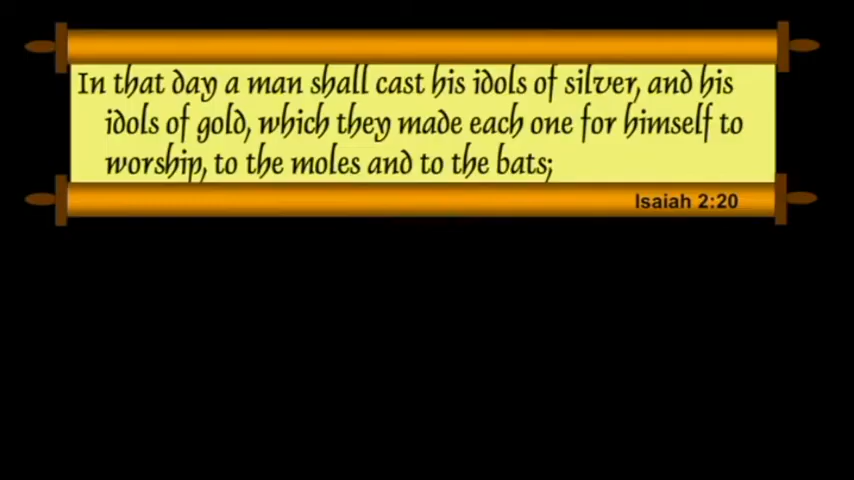 In that day a man shall cast his idols of silver, and his
idols of gold, which they made each one for himself to
worship, to the moles and to the bats;
Isaiah 2:20